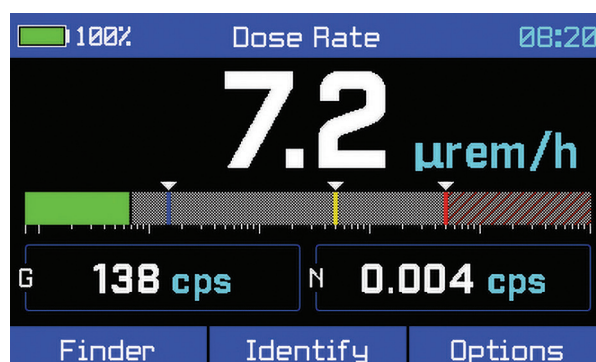 100% Dose Rate 08:20
7.2 μrem/h
G 138 cps N 0.004 cps
Finder Identify Options